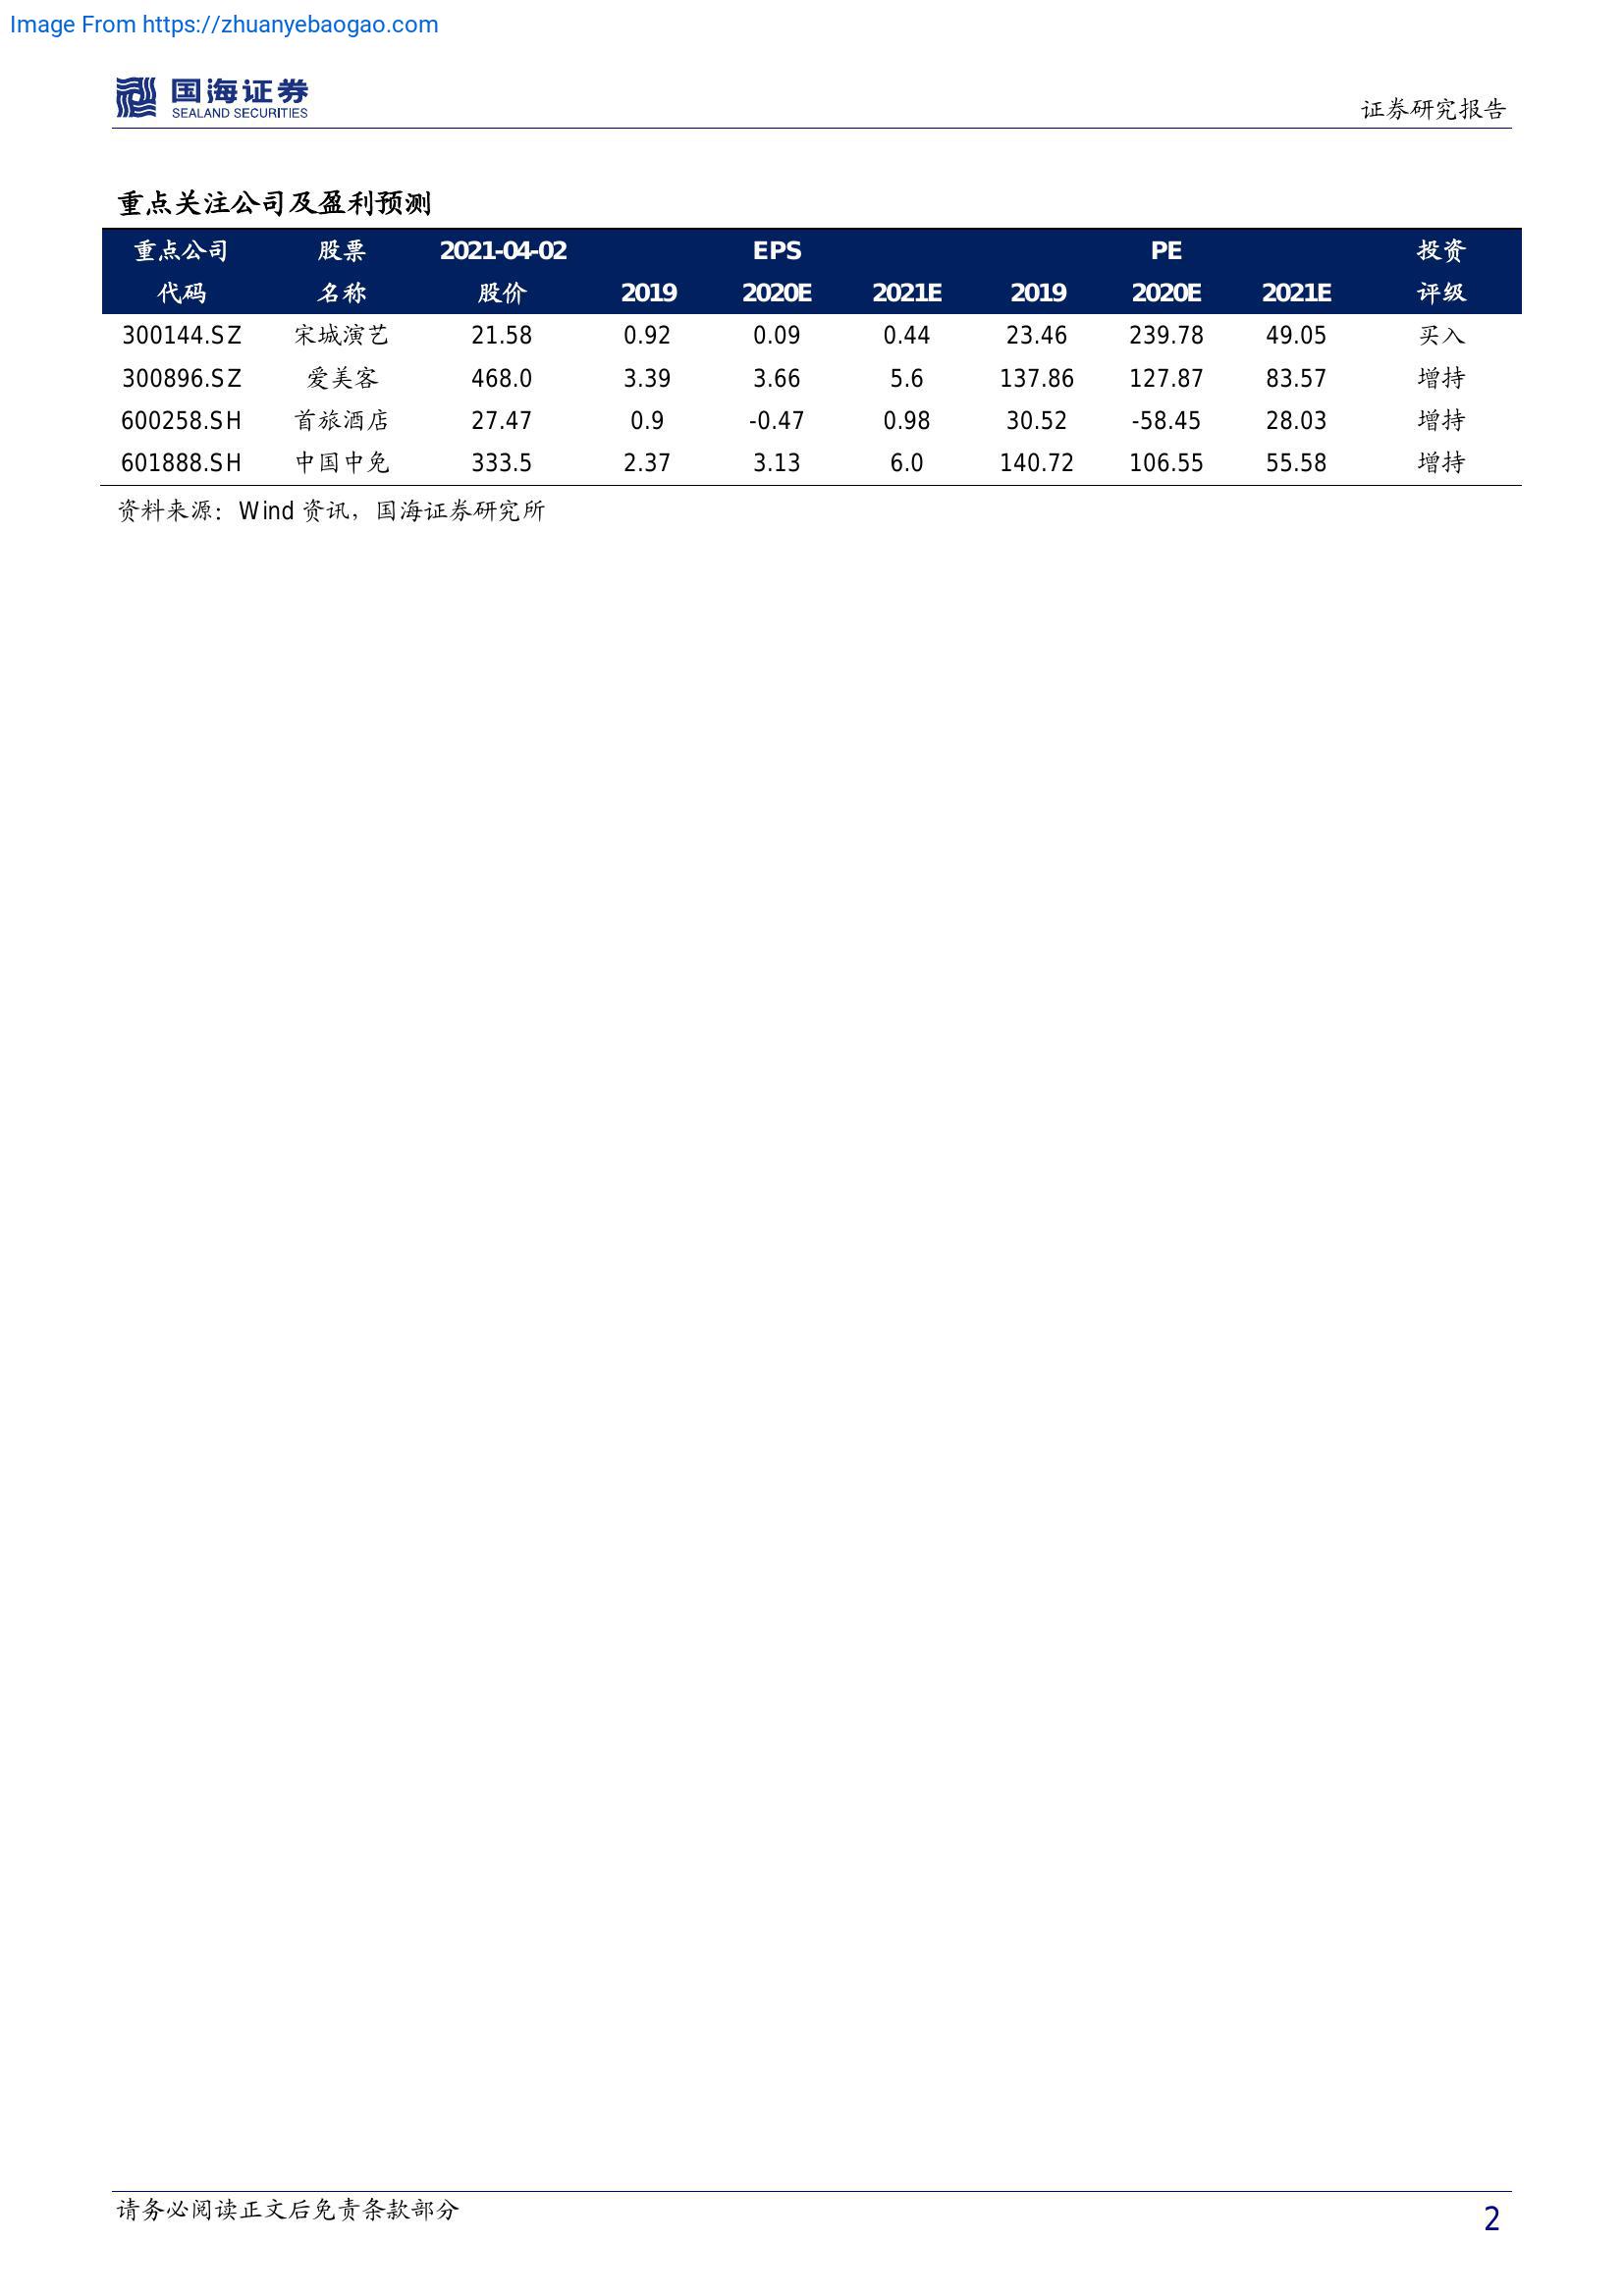 Image From https://zhuanyebaogao.com
国海证券
SEALAND SECURITIES
证券研究报告
重点关注公司及盈利预测
重点公司 股票 2021-04-02 EPS PE 投资
代码 名称 股价 2019 2020E 2021E 2019 2020E 2021E 评级
300144.SZ 宋城演艺 21.58 0.92 0.09 0.44 23.46 239.78 49.05 买入
300896.SZ 爱美客 468.0 3.39 3.66 5.6 137.86 127.87 83.57 增持
600258.SH 首旅酒店 27.47 0.9 -0.47 0.98 30.52 -58.45 28.03 增持
601888.SH 中国中免 333.5 2.37 3.13 6.0 140.72 106.55 55.58 增持
资料来源：Wind 资讯，国海证券研究所
请务必阅读正文后免责条款部分
2